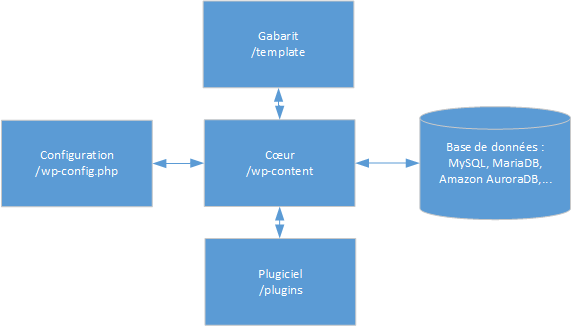 Gabarit
/template
Configuration
/wp-config.php
Cœur
/wp-content
Base de données :
MySQL, MariaDB,
Amazon AuroraDB,...
Plugiciel
/plugins